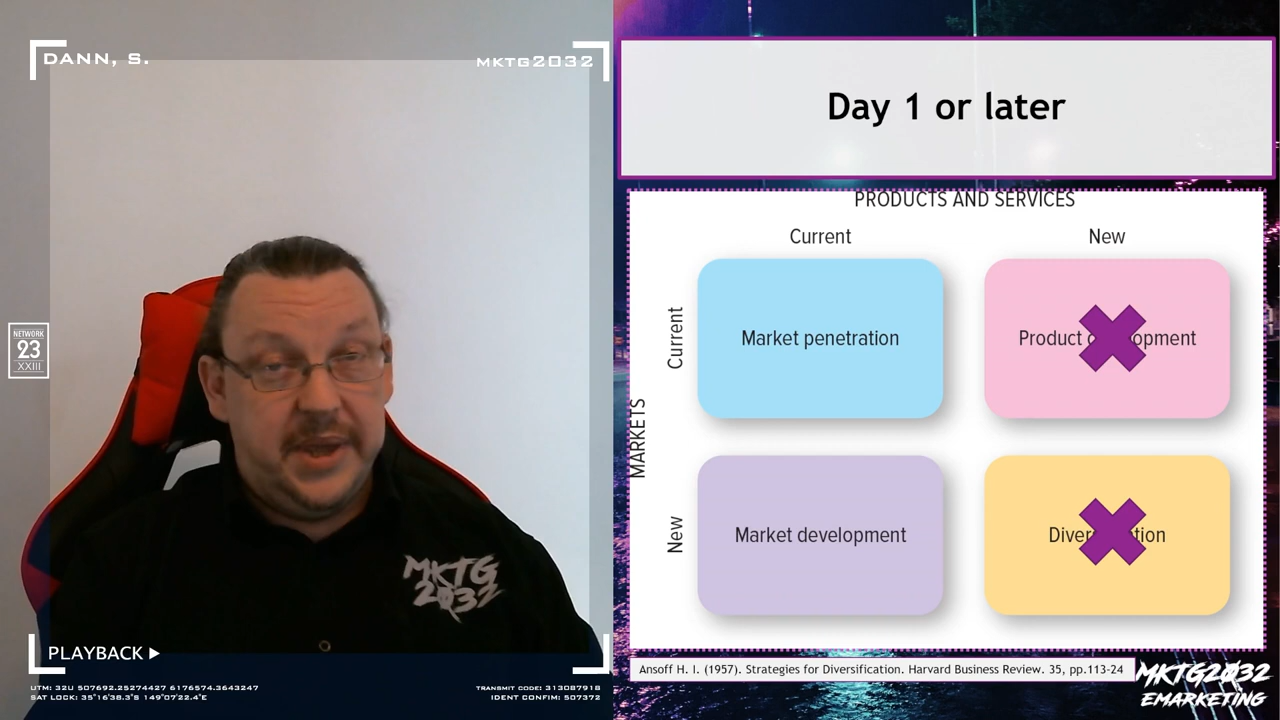 DANN, S.
MKTG2032
NETWORK
23
XXIII
MKTG
2032
PLAYBACK
UTM: 32U 507692.25274427 6176574.3643247
SAT LOCK: 35°16'38.3"S 149°07'22.4"E
TRANSMIT CODE: 313087918
IDENT CONFIM: 507372
Day 1 or later
PRODUCTS AND SERVICES
Current
New
MARKETS
Current
Market penetration
Product opment
New
Market development
Diver tion
Ansoff H. I. (1957). Strategies for Diversification. Harvard Business Review. 35, pp.113-24
MKTG2032
EMARKETING